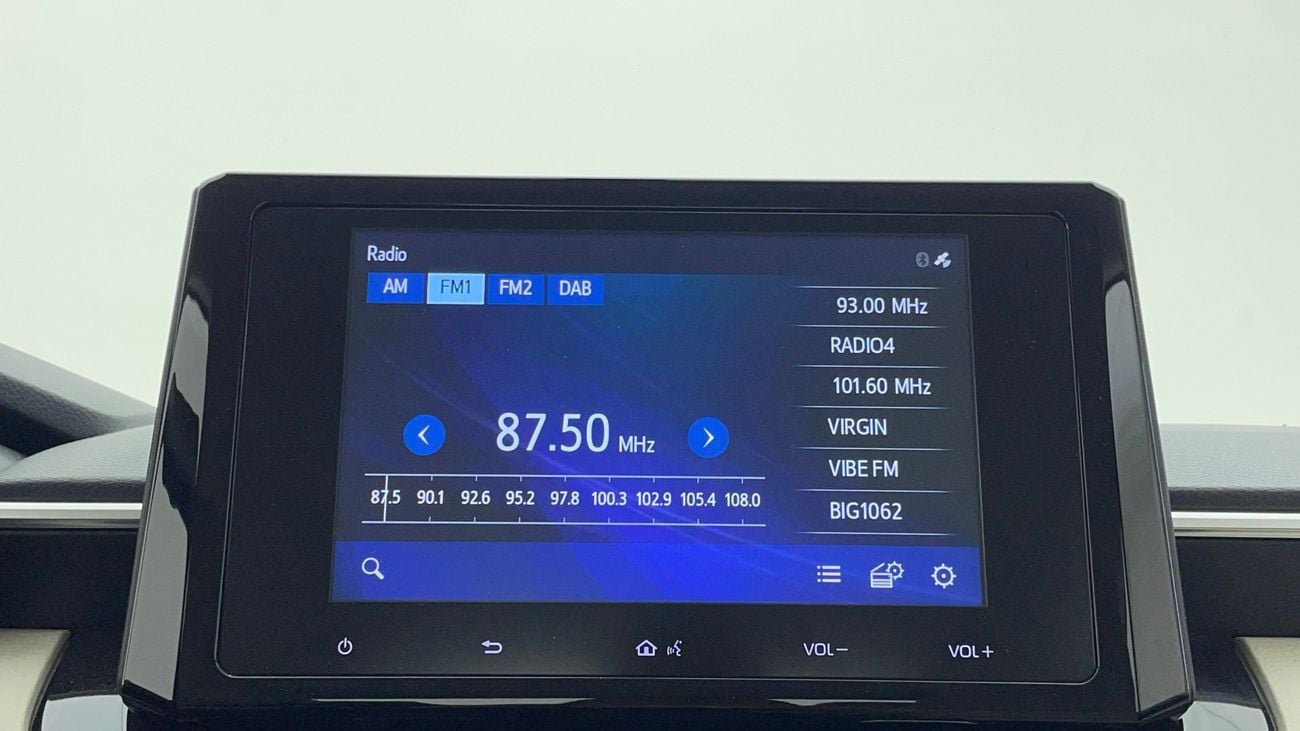 Radio
AM FM1 FM2 DAB
93.00 MHz
RADIO4
101.60 MHz
VIRGIN
VIBE FM
BIG1062
87.50 MHz
87.5 90.1 92.6 95.2 97.8 100.3 102.9 105.4 108.0
VOL- VOL+